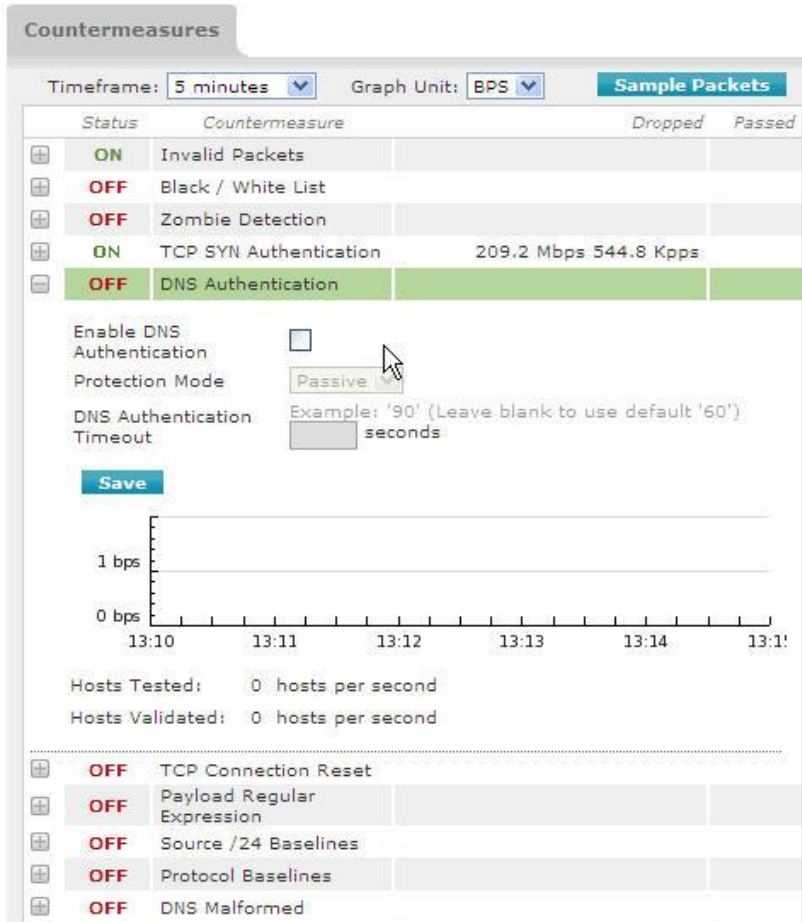 Countermeasures
Timeframe: 5 minutes Graph Unit: BPS Sample Packets
Status Countermeasure Dropped Passed
ON Invalid Packets
OFF Black / White List
OFF Zombie Detection
ON TCP SYN Authentication 209.2 Mbps 544.8 Kpps
OFF DNS Authentication
Enable DNS
Authentication
Protection Mode Passive
DNS Authentication
Timeout
Example: '90' (Leave blank to use default '60')
seconds
Save
1 bps
0 bps
13:10 13:11 13:12 13:13 13:14
Hosts Tested: 0 hosts per second
Hosts Validated: 0 hosts per second
OFF TCP Connection Reset
OFF Payload Regular
Expression
OFF Source /24 Baselines
OFF Protocol Baselines
OFF DNS Malformed